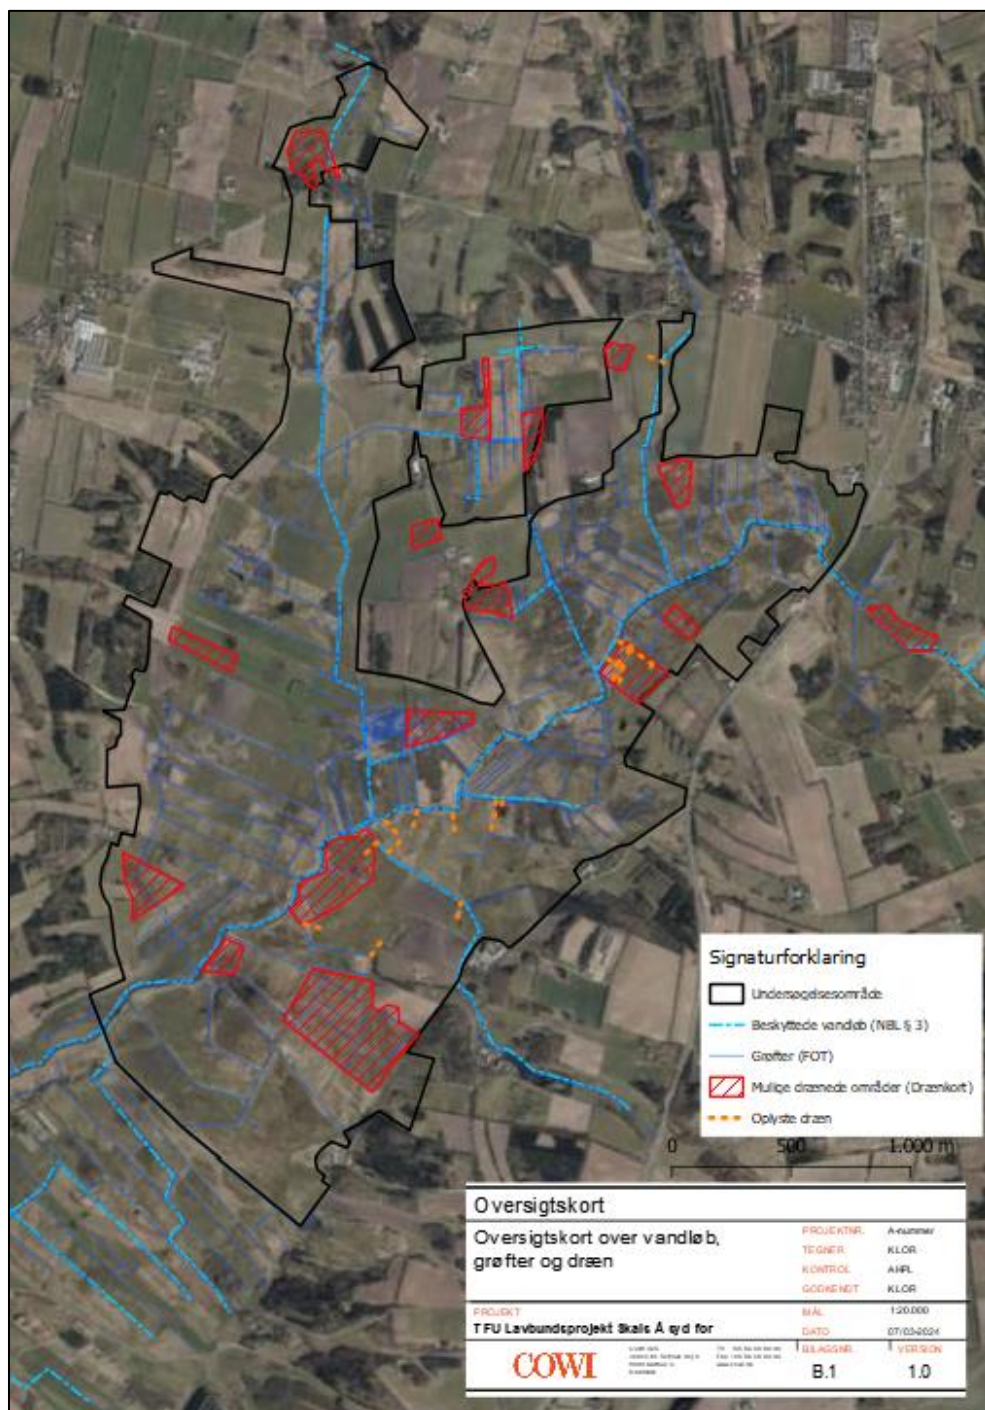 Signaturforklaring
Undersøgelsesområde
Beskyttede vandløb (NBL § 3)
Grøfter (FOT)
Mulige drænede områder (Drænkort)
Oplyste dræn
0 500 1.000 m
Oversigtskort
Oversigtskort over vandløb,
grøfter og dræn
PROJEKTNR. A-nummer
TEGNER KLOR
KONTROL AHPL
GODKENDT KLOR
PROJEKT
TFU Lavbundsprojekt Skals Å syd for
MÅL 1:20.000
DATO 07/03-2024
COWI
BILAGSNR. VERSION
B.1 1.0